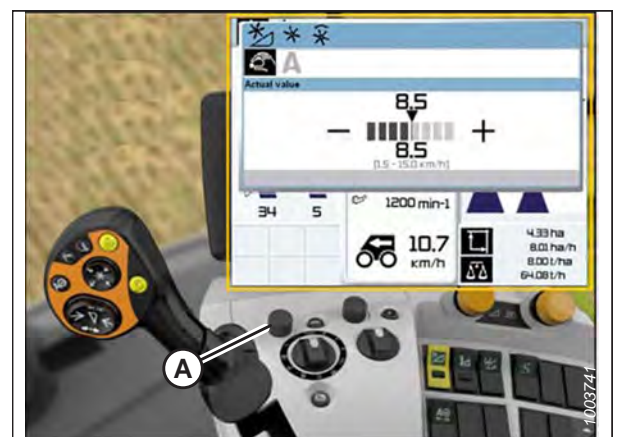 A
Actual value
8.5
8.5
(1.5 - 15.0 km/h)
34 5
1200 min-1
10.7
km/h
4.33 ha
8.01 ha/h
8.00 t/ha
64.08 t/h
A
1003741